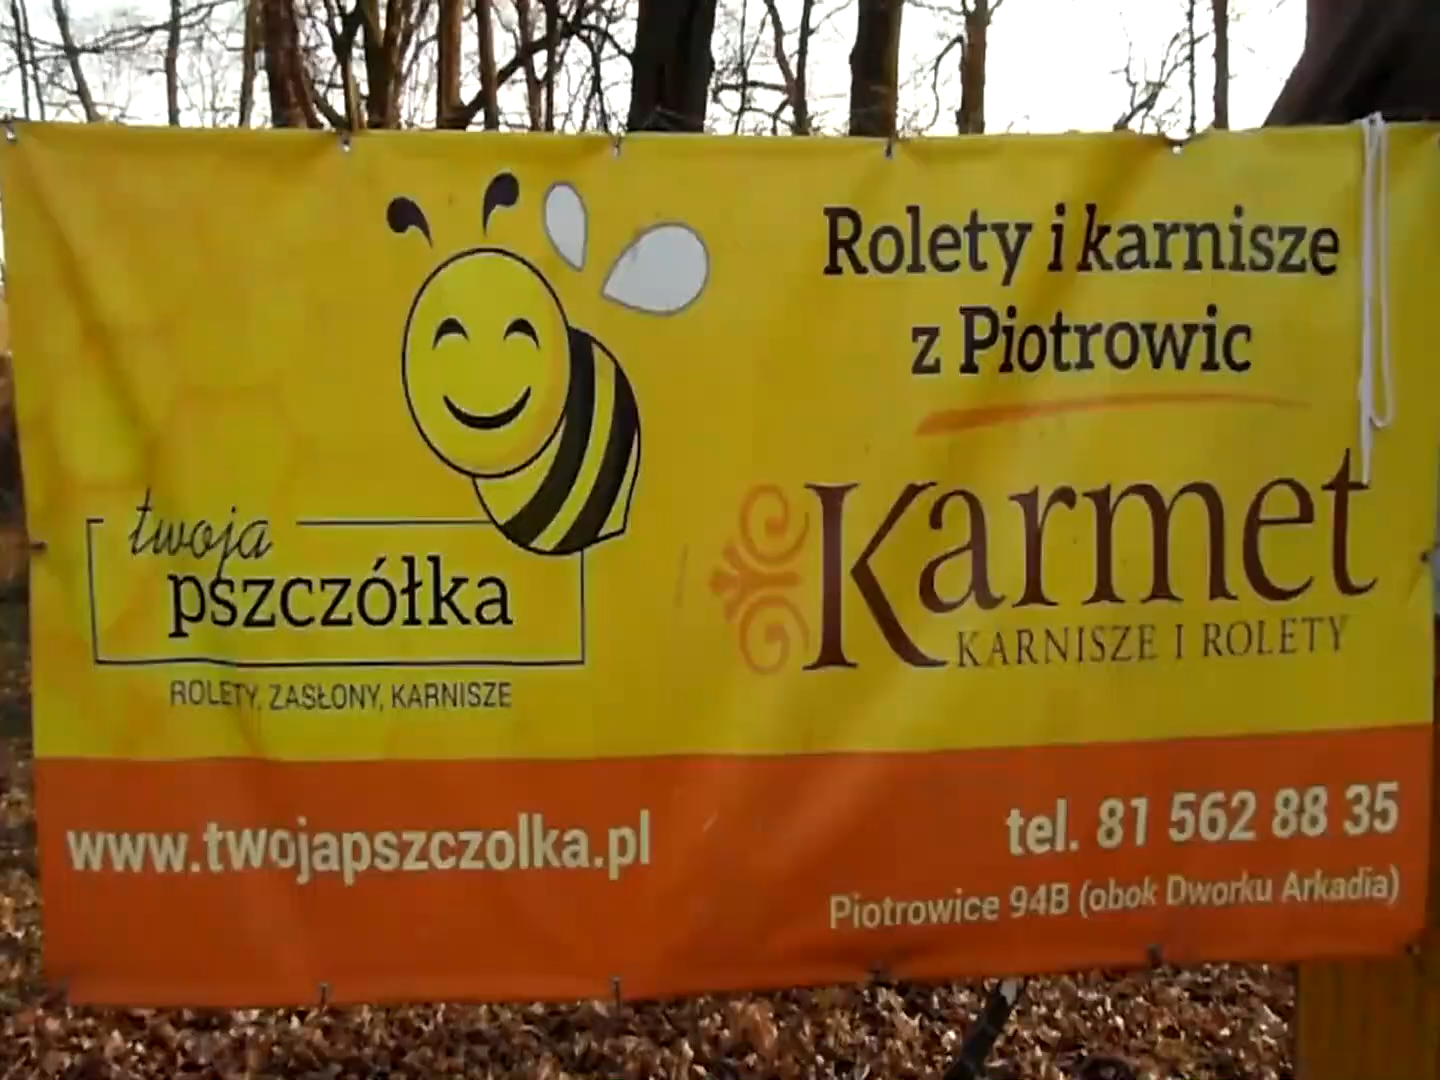 twoja
pszczółka
ROLETY, ZASŁONY, KARNISZE
Rolety i karnisze
z Piotrowic
Karmet
KARNISZE I ROLETY
www.twojapszczolka.pl
tel. 81 562 88 35
Piotrowice 94B (obok Dworku Arkadia)